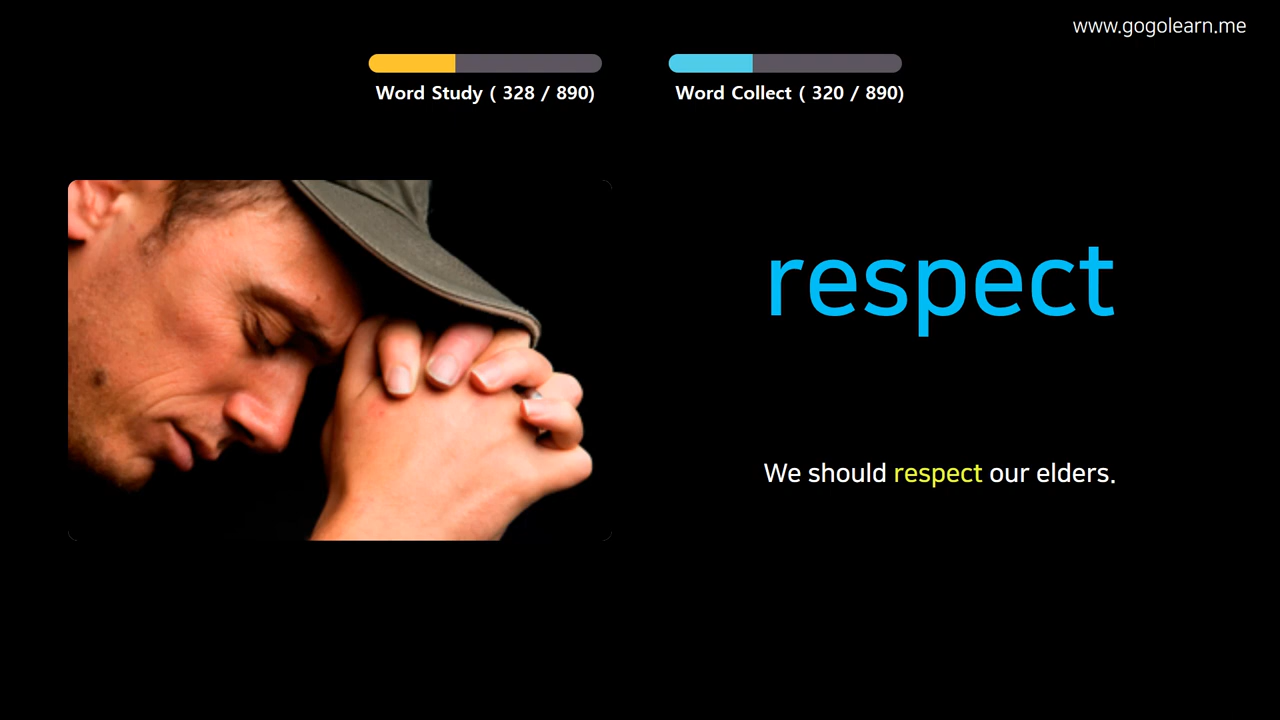 www.gogolearn.me
Word Study ( 328 / 890)
Word Collect ( 320 / 890)
respect
We should respect our elders.